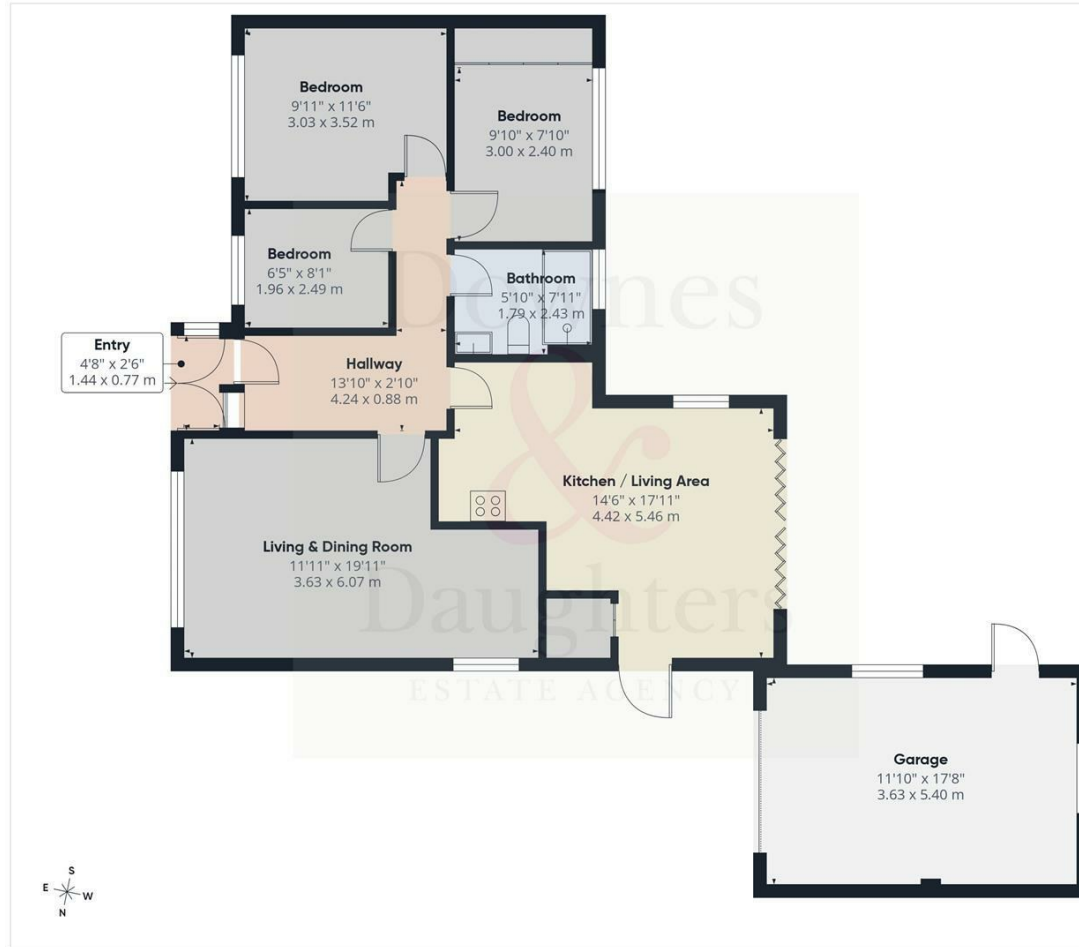 Bedroom
9'11" x 11'6"
3.03 x 3.52 m
Bedroom
9'10" x 7'10"
3.00 x 2.40 m
Bedroom
6'5" x 8'1"
1.96 x 2.49 m
Bathroom
5'10" x 7'11"
1.79 x 2.43 m
Entry
4'8" x 2'6"
1.44 x 0.77 m
Hallway
13'10" x 2'10"
4.24 x 0.88 m
Kitchen / Living Area
14'6" x 17'11"
4.42 x 5.46 m
Living & Dining Room
11'11" x 19'11"
3.63 x 6.07 m
Garage
11'10" x 17'8"
3.63 x 5.40 m
Downes
&
Daughters
ESTATE AGENCY
S
E
W
N